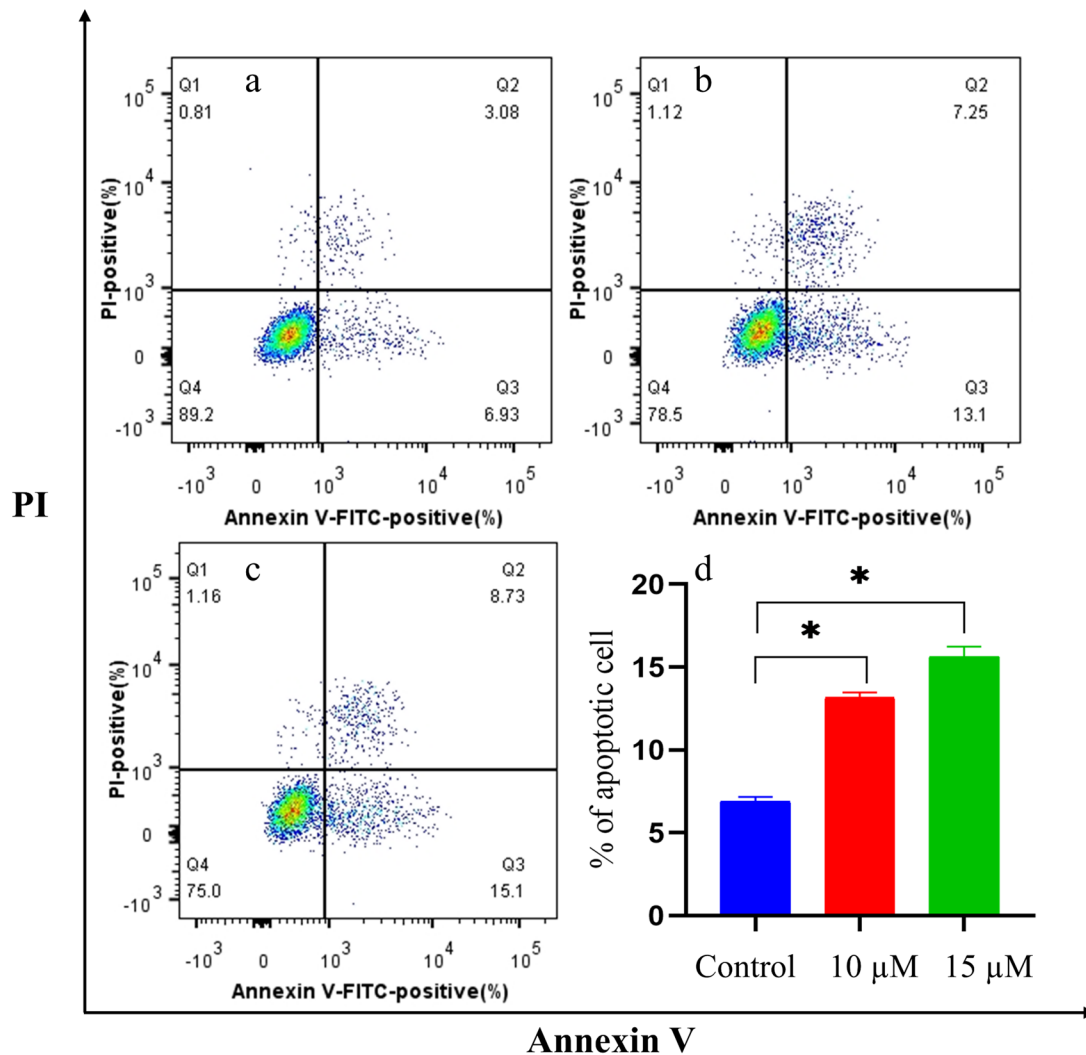 a
Q1
0.81
Q2
3.08
Q4
89.2
Q3
6.93
10^5
10^4
10^3
0
-10^3
PI-positive(%)
-10^3 0 10^3 10^4 10^5
Annexin V-FITC-positive(%)
b
Q1
1.12
Q2
7.25
Q4
78.5
Q3
13.1
10^5
10^4
10^3
0
-10^3
PI-positive(%)
-10^3 0 10^3 10^4 10^5
Annexin V-FITC-positive(%)
PI
c
Q1
1.16
Q2
8.73
Q4
75.0
Q3
15.1
10^5
10^4
10^3
0
-10^3
PI-positive(%)
-10^3 0 10^3 10^4 10^5
Annexin V-FITC-positive(%)
d
% of apoptotic cell
20
15
10
5
0
*
*
Control 10 µM 15 µM
Annexin V